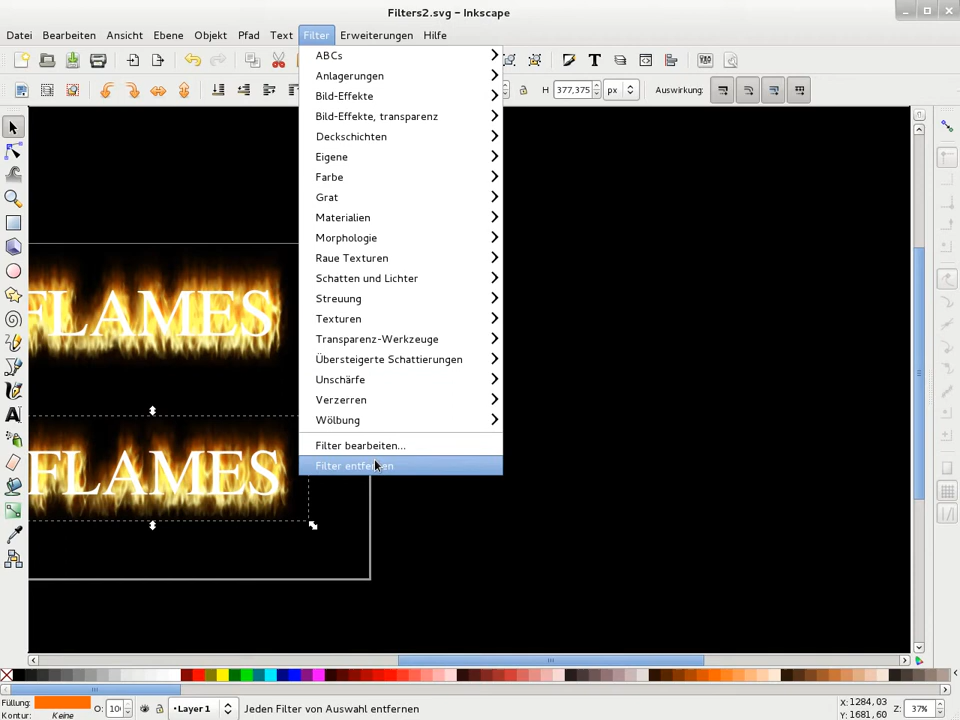 Filters2.svg - Inkscape
Datei Bearbeiten Ansicht Ebene Objekt Pfad Text Filter Erweiterungen Hilfe
H 377,375 px Auswirkung:
ABCs
Anlagerungen
Bild-Effekte
Bild-Effekte, transparenz
Deckschichten
Eigene
Farbe
Grat
Materialien
Morphologie
Raue Texturen
Schatten und Lichter
Streuung
Texturen
Transparenz-Werkzeuge
Übersteigerte Schattierungen
Unschärfe
Verzerren
Wölbung
Filter bearbeiten...
Filter entfernen
FLAMES
FLAMES
Füllung:
Kontur: Keine
O: 10
Layer 1
Jeden Filter von Auswahl entfernen
X:1284,03
Y:1681,60
Z: 37%